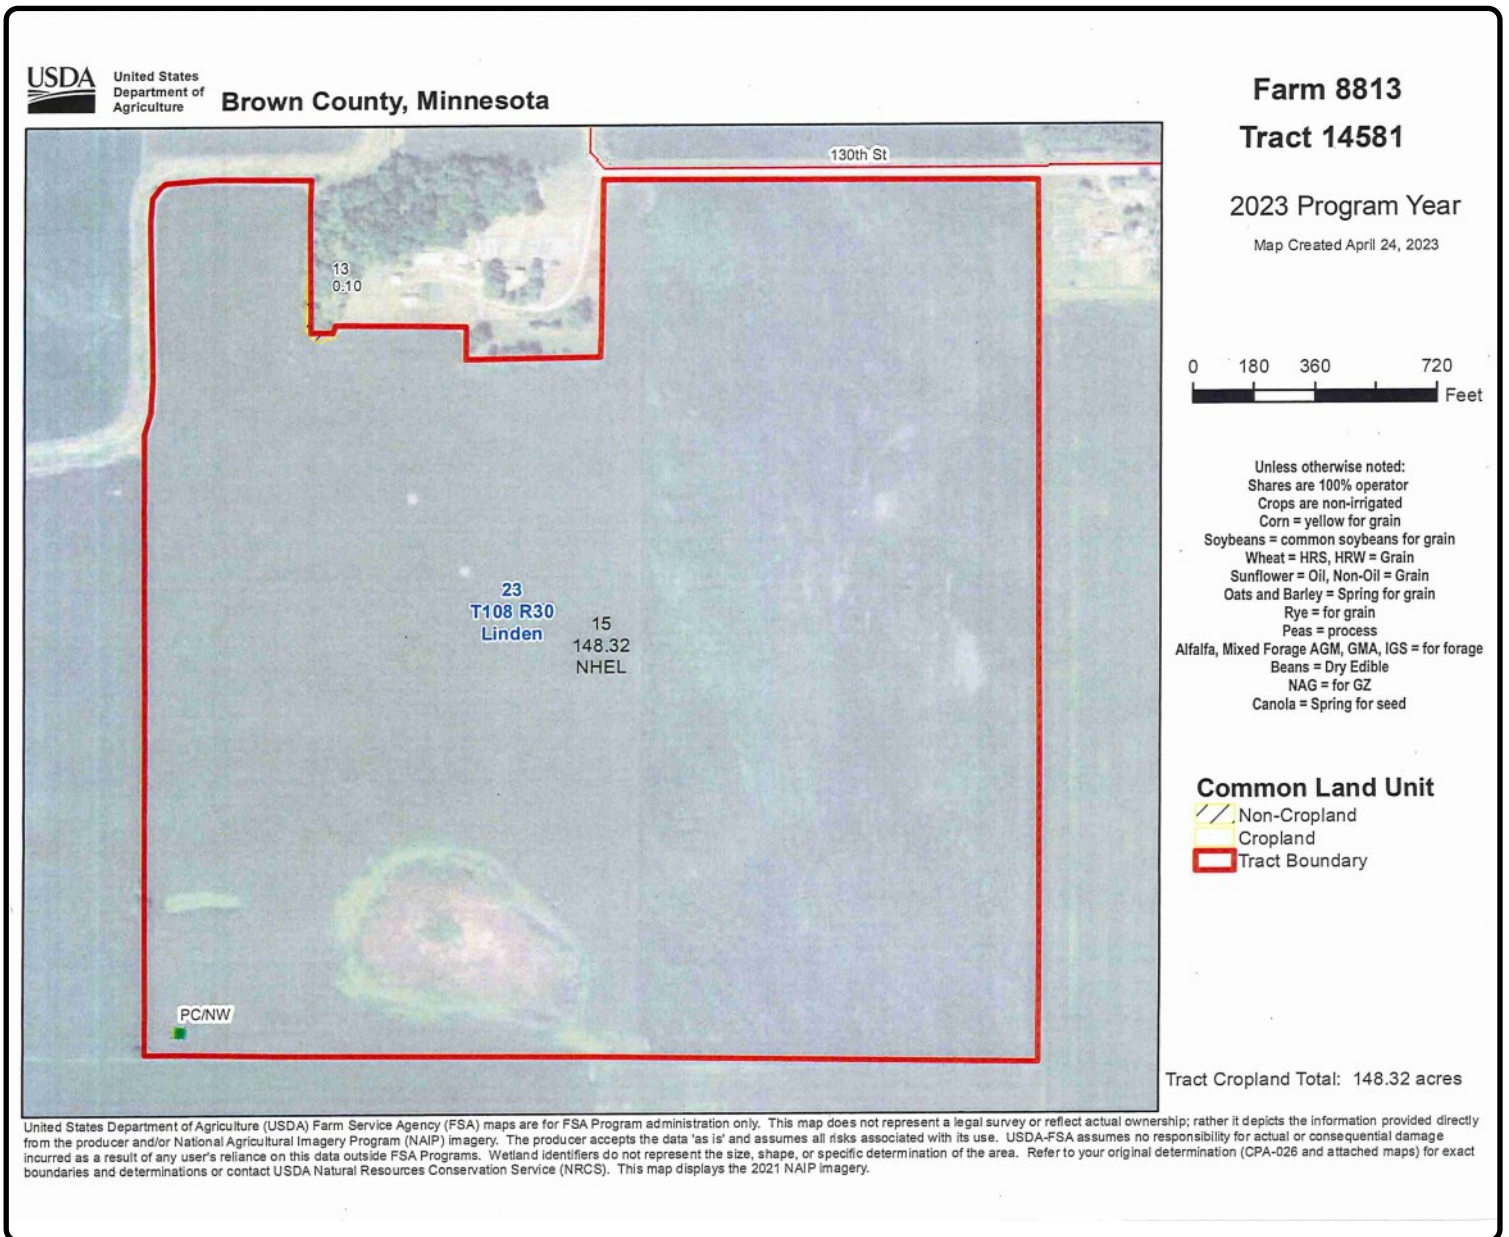 USDA
United States
Department of
Agriculture
Brown County, Minnesota
Farm 8813
Tract 14581
2023 Program Year
Map Created April 24, 2023
130th St
13
0.10
0 180 360 720
Feet
Unless otherwise noted:
Shares are 100% operator
Crops are non-irrigated
Corn = yellow for grain
Soybeans = common soybeans for grain
Wheat = HRS, HRW = Grain
Sunflower = Oil, Non-Oil = Grain
Oats and Barley = Spring for grain
Rye = for grain
Peas = process
Alfalfa, Mixed Forage AGM, GMA, IGS = for forage
Beans = Dry Edible
NAG = for GZ
Canola = Spring for seed
23
T108 R30
Linden
15
148.32
NHEL
Common Land Unit
Non-Cropland
Cropland
Tract Boundary
PC/NW
Tract Cropland Total: 148.32 acres
United States Department of Agriculture (USDA) Farm Service Agency (FSA) maps are for FSA Program administration only. This map does not represent a legal survey or reflect actual ownership; rather it depicts the information provided directly
from the producer and/or National Agricultural Imagery Program (NAIP) imagery. The producer accepts the data 'as is' and assumes all risks associated with its use. USDA-FSA assumes no responsibility for actual or consequential damage
incurred as a result of any user's reliance on this data outside FSA Programs. Wetland identifiers do not represent the size, shape, or specific determination of the area. Refer to your original determination (CPA-026 and attached maps) for exact
boundaries and determinations or contact USDA Natural Resources Conservation Service (NRCS). This map displays the 2021 NAIP imagery.